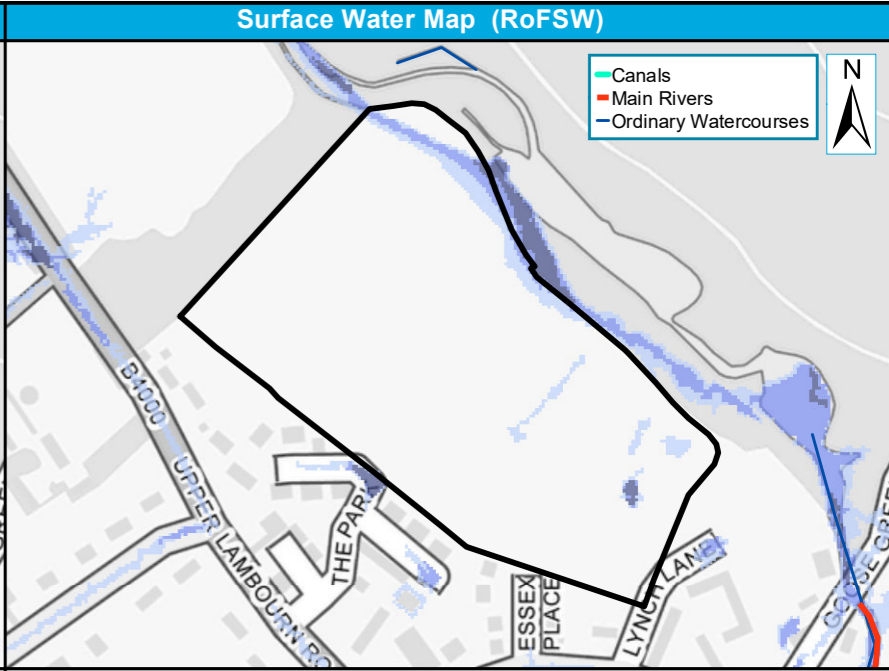 Surface Water Map (RoFSW)
Canals
Main Rivers
Ordinary Watercourses
N
B4000
UPPER LAMBOURN RO
THE PARK
ESSEX
PLACE
LYNCH LANE
GOOSE GREE